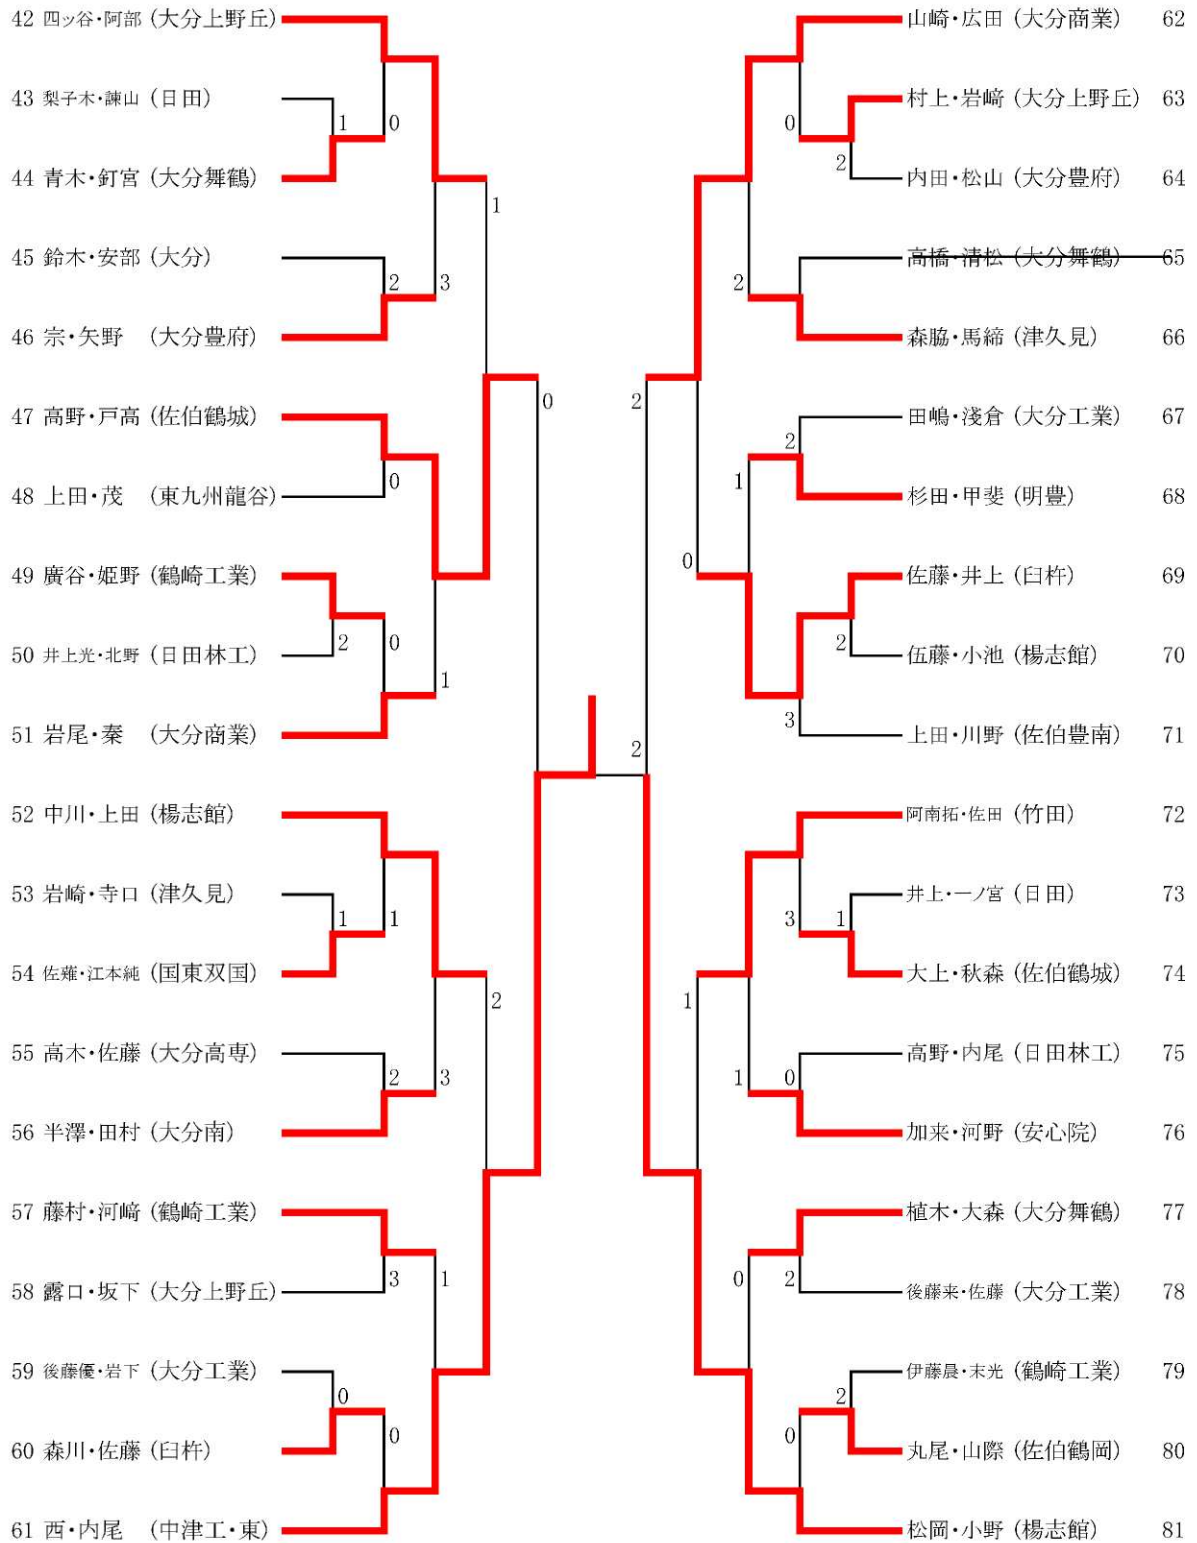 42 四ッ谷・阿部 (大分上野丘)
43 梨子木・諫山 (日田)
1
0
44 青木・釘宮 (大分舞鶴)
1
45 鈴木・安部 (大分)
2
3
46 宗・矢野 (大分豊府)
47 高野・戸高 (佐伯鶴城)
0
0
48 上田・茂 (東九州龍谷)
49 廣谷・姫野 (鶴崎工業)
2
0
50 井上光・北野 (日田林工)
1
51 岩尾・秦 (大分商業)
52 中川・上田 (楊志館)
53 岩崎・寺口 (津久見)
1
1
54 佐薙・江本純 (国東双国)
2
55 高木・佐藤 (大分高専)
2
3
56 半澤・田村 (大分南)
57 藤村・河﨑 (鶴崎工業)
3
1
58 露口・坂下 (大分上野丘)
59 後藤優・岩下 (大分工業)
0
60 森川・佐藤 (臼杵)
0
61 西・内尾 (中津工・東)
山崎・広田 (大分商業) 62
村上・岩﨑 (大分上野丘) 63
0
2
内田・松山 (大分豊府) 64
高橋・清松 (大分舞鶴) 65
2
森脇・馬締 (津久見) 66
2
田嶋・淺倉 (大分工業) 67
2
1
杉田・甲斐 (明豊) 68
0
佐藤・井上 (臼杵) 69
2
伍藤・小池 (楊志館) 70
3
上田・川野 (佐伯豊南) 71
2
阿南拓・佐田 (竹田) 72
井上・一ノ宮 (日田) 73
3
1
大上・秋森 (佐伯鶴城) 74
1
高野・内尾 (日田林工) 75
1
0
加来・河野 (安心院) 76
植木・大森 (大分舞鶴) 77
0
2
後藤来・佐藤 (大分工業) 78
伊藤晨・末光 (鶴崎工業) 79
2
0
丸尾・山際 (佐伯鶴岡) 80
松岡・小野 (楊志館) 81